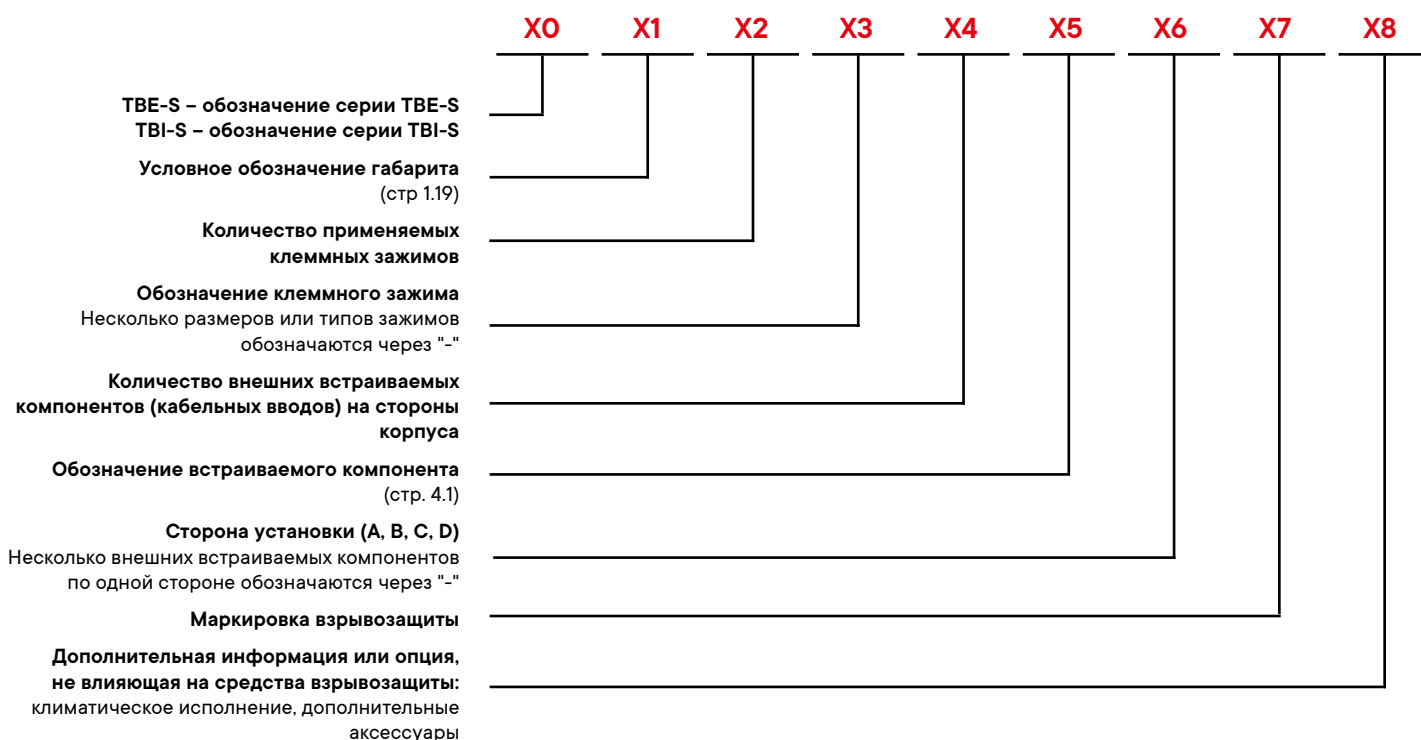 X0 X1 X2 X3 X4 X5 X6 X7 X8
TBE-S – обозначение серии TBE-S
TBI-S – обозначение серии TBI-S
Условное обозначение габарита
(стр 1.19)
Количество применяемых
клеммных зажимов
Обозначение клеммного зажима
Несколько размеров или типов зажимов
обозначаются через "-"
Количество внешних встраиваемых
компонентов (кабельных вводов) на стороны
корпуса
Обозначение встраиваемого компонента
(стр. 4.1)
Сторона установки (A, B, C, D)
Несколько внешних встраиваемых компонентов
по одной стороне обозначаются через "-"
Маркировка взрывозащиты
Дополнительная информация или опция,
не влияющая на средства взрывозащиты:
климатическое исполнение, дополнительные
аксессуары